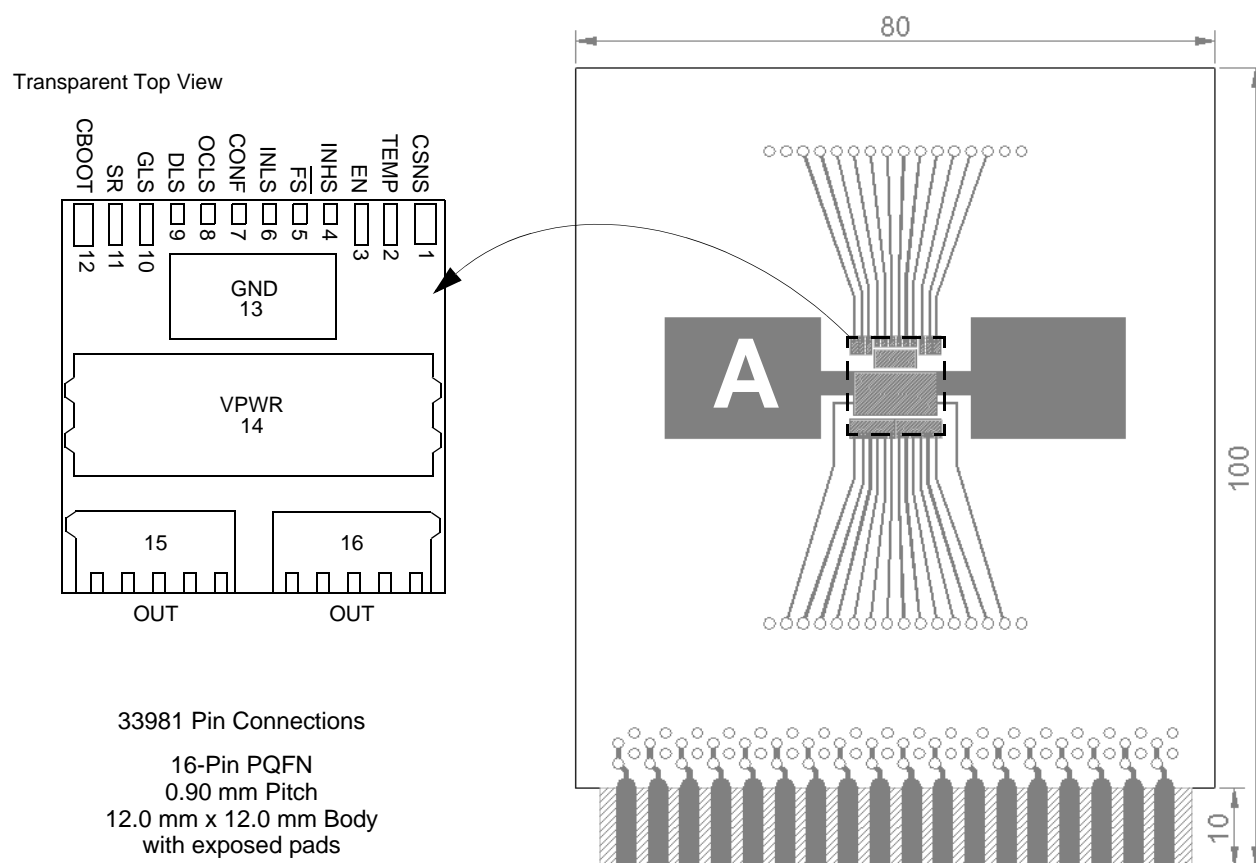 80
Transparent Top View
CBOOT
SR
GLS
DLS
OCLS
CONF
INLS
FS
INHS
EN
TEMP
CSNS
12
11
10
9
8
7
6
5
4
3
2
1
GND
13
VPWR
14
15
16
OUT
OUT
A
100
33981 Pin Connections
16-Pin PQFN
0.90 mm Pitch
12.0 mm x 12.0 mm Body
with exposed pads
10